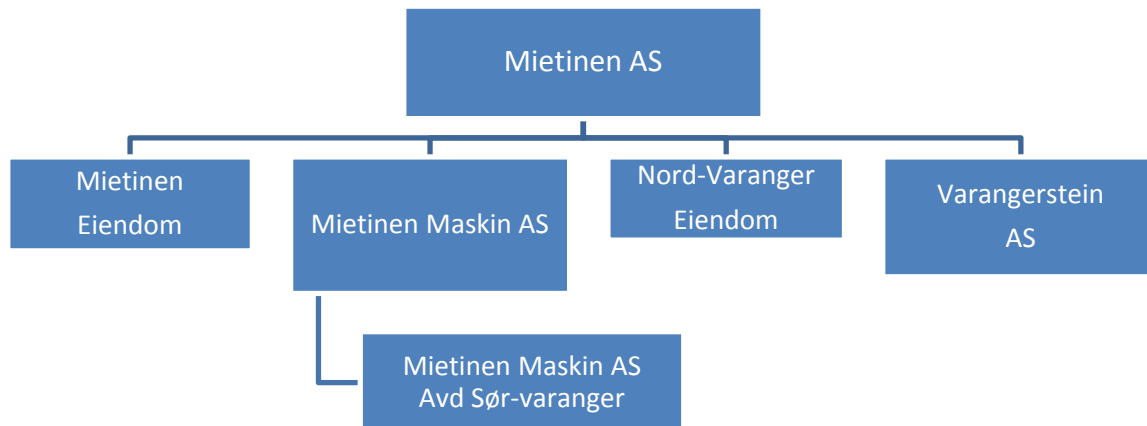 Mietinen AS
Mietinen
Eiendom
Mietinen Maskin AS
Nord-Varanger
Eiendom
Varangerstein
AS
Mietinen Maskin AS
Avd Sør-varanger